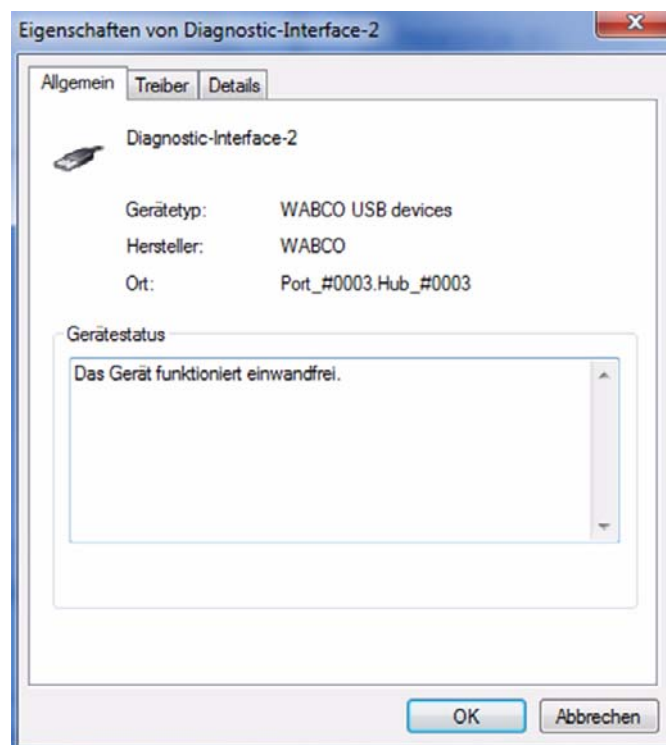 Eigenschaften von Diagnostic-Interface-2
Allgemein Treiber Details
Diagnostic-Interface-2
Gerätetyp: WABCO USB devices
Hersteller: WABCO
Ort: Port_#0003.Hub_#0003
Gerätestatus
Das Gerät funktioniert einwandfrei.
OK Abbrechen